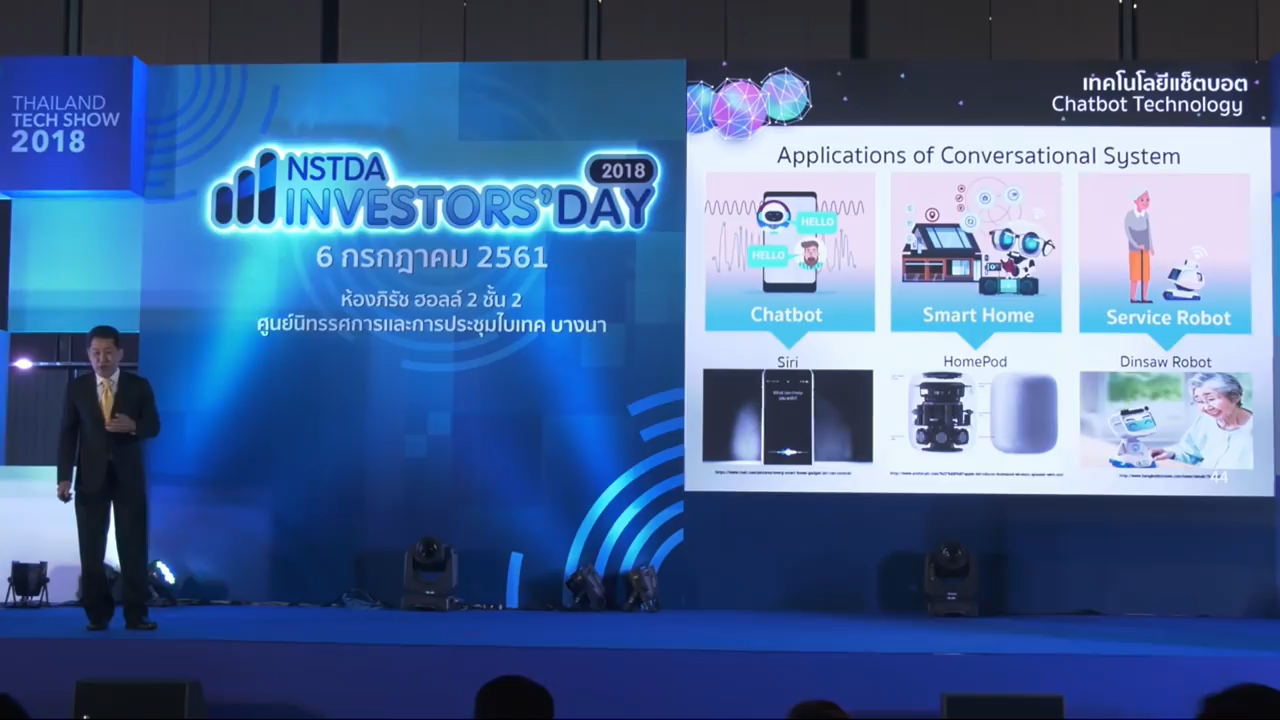 THAILAND
TECH SHOW
2018
NSTDA
2018
INVESTORS' DAY
6 กรกฎาคม 2561
ห้องภิรัช ฮอลล์ 2 ชั้น 2
ศูนย์นิทรรศการและการประชุมไบเทค บางนา
เทคโนโลยีแช็ตบอต
Chatbot Technology
Applications of Conversational System
HELLO
HELLO
Chatbot
Smart Home
Service Robot
Siri
HomePod
Dinsaw Robot
44